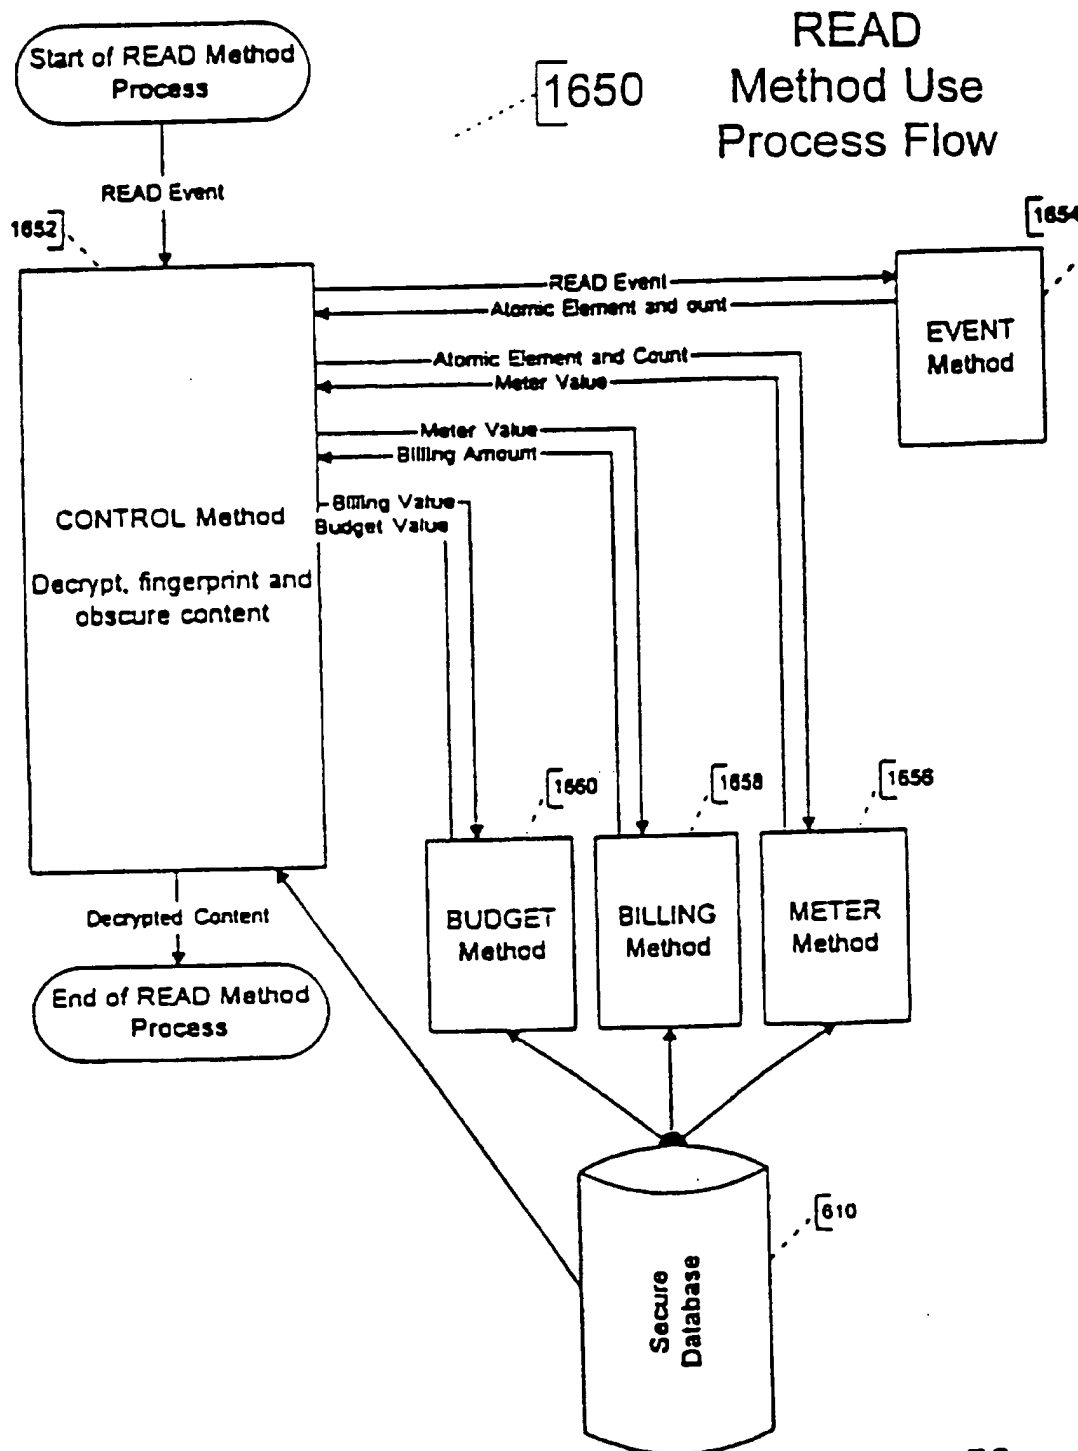 READ
Method Use
Process Flow
1650
Start of READ Method
Process
READ Event
1652
1654
READ Event
Atomic Element and ount
EVENT
Method
Atomic Element and Count
Meter Value
Meter Value
Billing Amount
Billing Value
Budget Value
CONTROL Method
Decrypt, fingerprint and
obscure content
1660
1658
1656
BUDGET
Method
BILLING
Method
METER
Method
Decrypted Content
End of READ Method
Process
610
Secure
Database